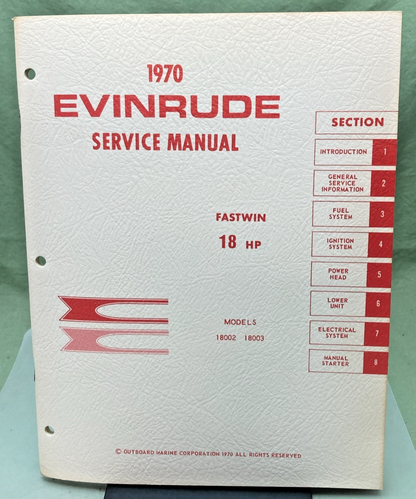 1970
EVINRUDE
SERVICE MANUAL
FASTWIN
18 HP
MODELS
18002 18003
SECTION
INTRODUCTION 1
GENERAL
SERVICE 2
INFORMATION
FUEL
SYSTEM 3
IGNITION
SYSTEM 4
POWER
HEAD 5
LOWER
UNIT 6
ELECTRICAL
SYSTEM 7
MANUAL
STARTER 8
© OUTBOARD MARINE CORPORATION 1970 ALL RIGHTS RESERVED